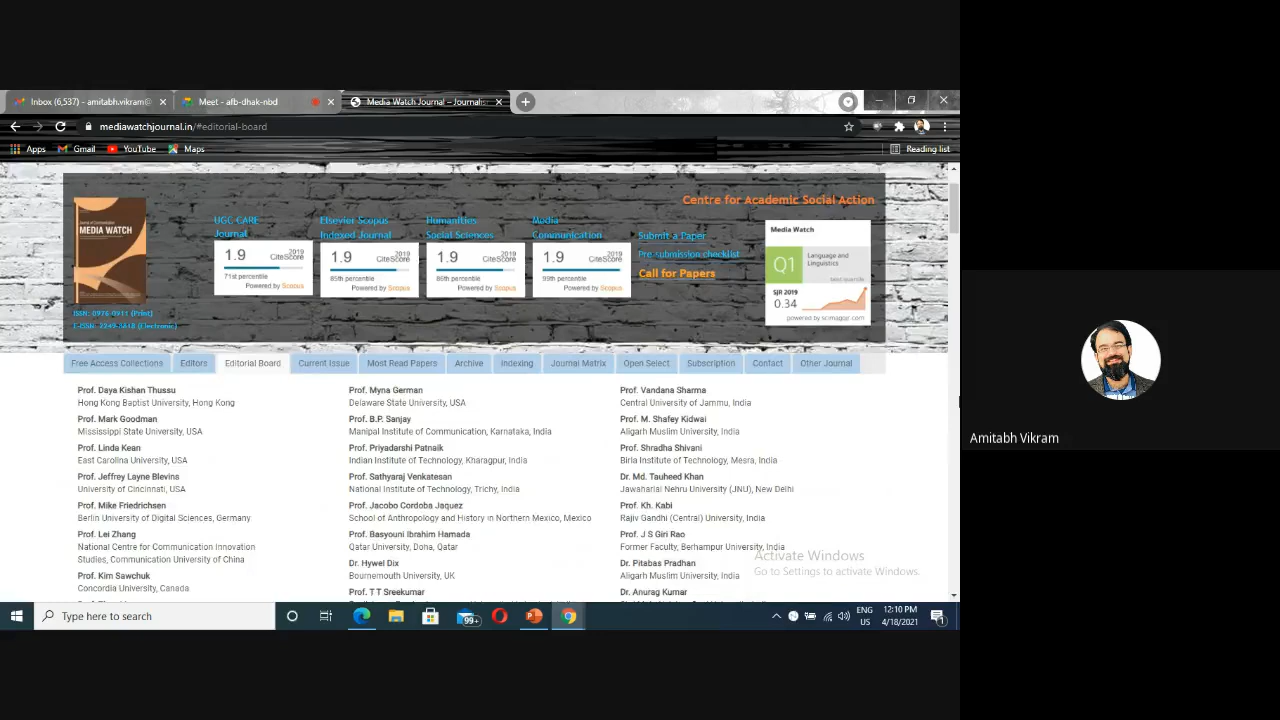 Inbox (6,537) - amitabh.vikram@
Meet - afb-dhak-nbd
Media Watch Journal – Journalis
mediawatchjournal.in/#editorial-board
Apps
Gmail
YouTube
Maps
Reading list
Centre for Academic Social Action
Journal of Communication
MEDIA WATCH
ISSN: 0976-0911 (Print)
E-ISSN: 2249-8818 (Electronic)
UGC CARE
Journal
1.9
2019
CiteScore
71st percentile
Powered by Scopus
Elsevier Scopus
Indexed Journal
1.9
2019
CiteScore
85th percentile
Powered by Scopus
Humanities
Social Sciences
1.9
2019
CiteScore
86th percentile
Powered by Scopus
Media
Communication
1.9
2019
CiteScore
99th percentile
Powered by Scopus
Submit a Paper
Pre-submission checklist
Call for Papers
Media Watch
Q1
Language and
Linguistics
best quartile
SJR 2019
0.34
powered by scimagojr.com
Free Access Collections
Editors
Editorial Board
Current Issue
Most Read Papers
Archive
Indexing
Journal Matrix
Open Select
Subscription
Contact
Other Journal
Prof. Daya Kishan Thussu
Hong Kong Baptist University, Hong Kong
Prof. Mark Goodman
Mississippi State University, USA
Prof. Linda Kean
East Carolina University, USA
Prof. Jeffrey Layne Blevins
University of Cincinnati, USA
Prof. Mike Friedrichsen
Berlin University of Digital Sciences, Germany
Prof. Lei Zhang
National Centre for Communication Innovation
Studies, Communication University of China
Prof. Kim Sawchuk
Concordia University, Canada
Prof. Myna German
Delaware State University, USA
Prof. B.P. Sanjay
Manipal Institute of Communication, Karnataka, India
Prof. Priyadarshi Patnaik
Indian Institute of Technology, Kharagpur, India
Prof. Sathyaraj Venkatesan
National Institute of Technology, Trichy, India
Prof. Jacobo Cordoba Jaquez
School of Anthropology and History in Northern Mexico, Mexico
Prof. Basyouni Ibrahim Hamada
Qatar University, Doha, Qatar
Dr. Hywel Dix
Bournemouth University, UK
Prof. T T Sreekumar
Prof. Vandana Sharma
Central University of Jammu, India
Prof. M. Shafey Kidwai
Aligarh Muslim University, India
Prof. Shradha Shivani
Birla Institute of Technology, Mesra, India
Dr. Md. Tauheed Khan
Jawaharlal Nehru University (JNU), New Delhi
Prof. Kh. Kabi
Rajiv Gandhi (Central) University, India
Prof. J S Giri Rao
Former Faculty, Berhampur University, India
Dr. Pitabas Pradhan
Aligarh Muslim University, India
Dr. Anurag Kumar
Activate Windows
Go to Settings to activate Windows.
Type here to search
99+
ENG
US
12:10 PM
4/18/2021
1
Amitabh Vikram